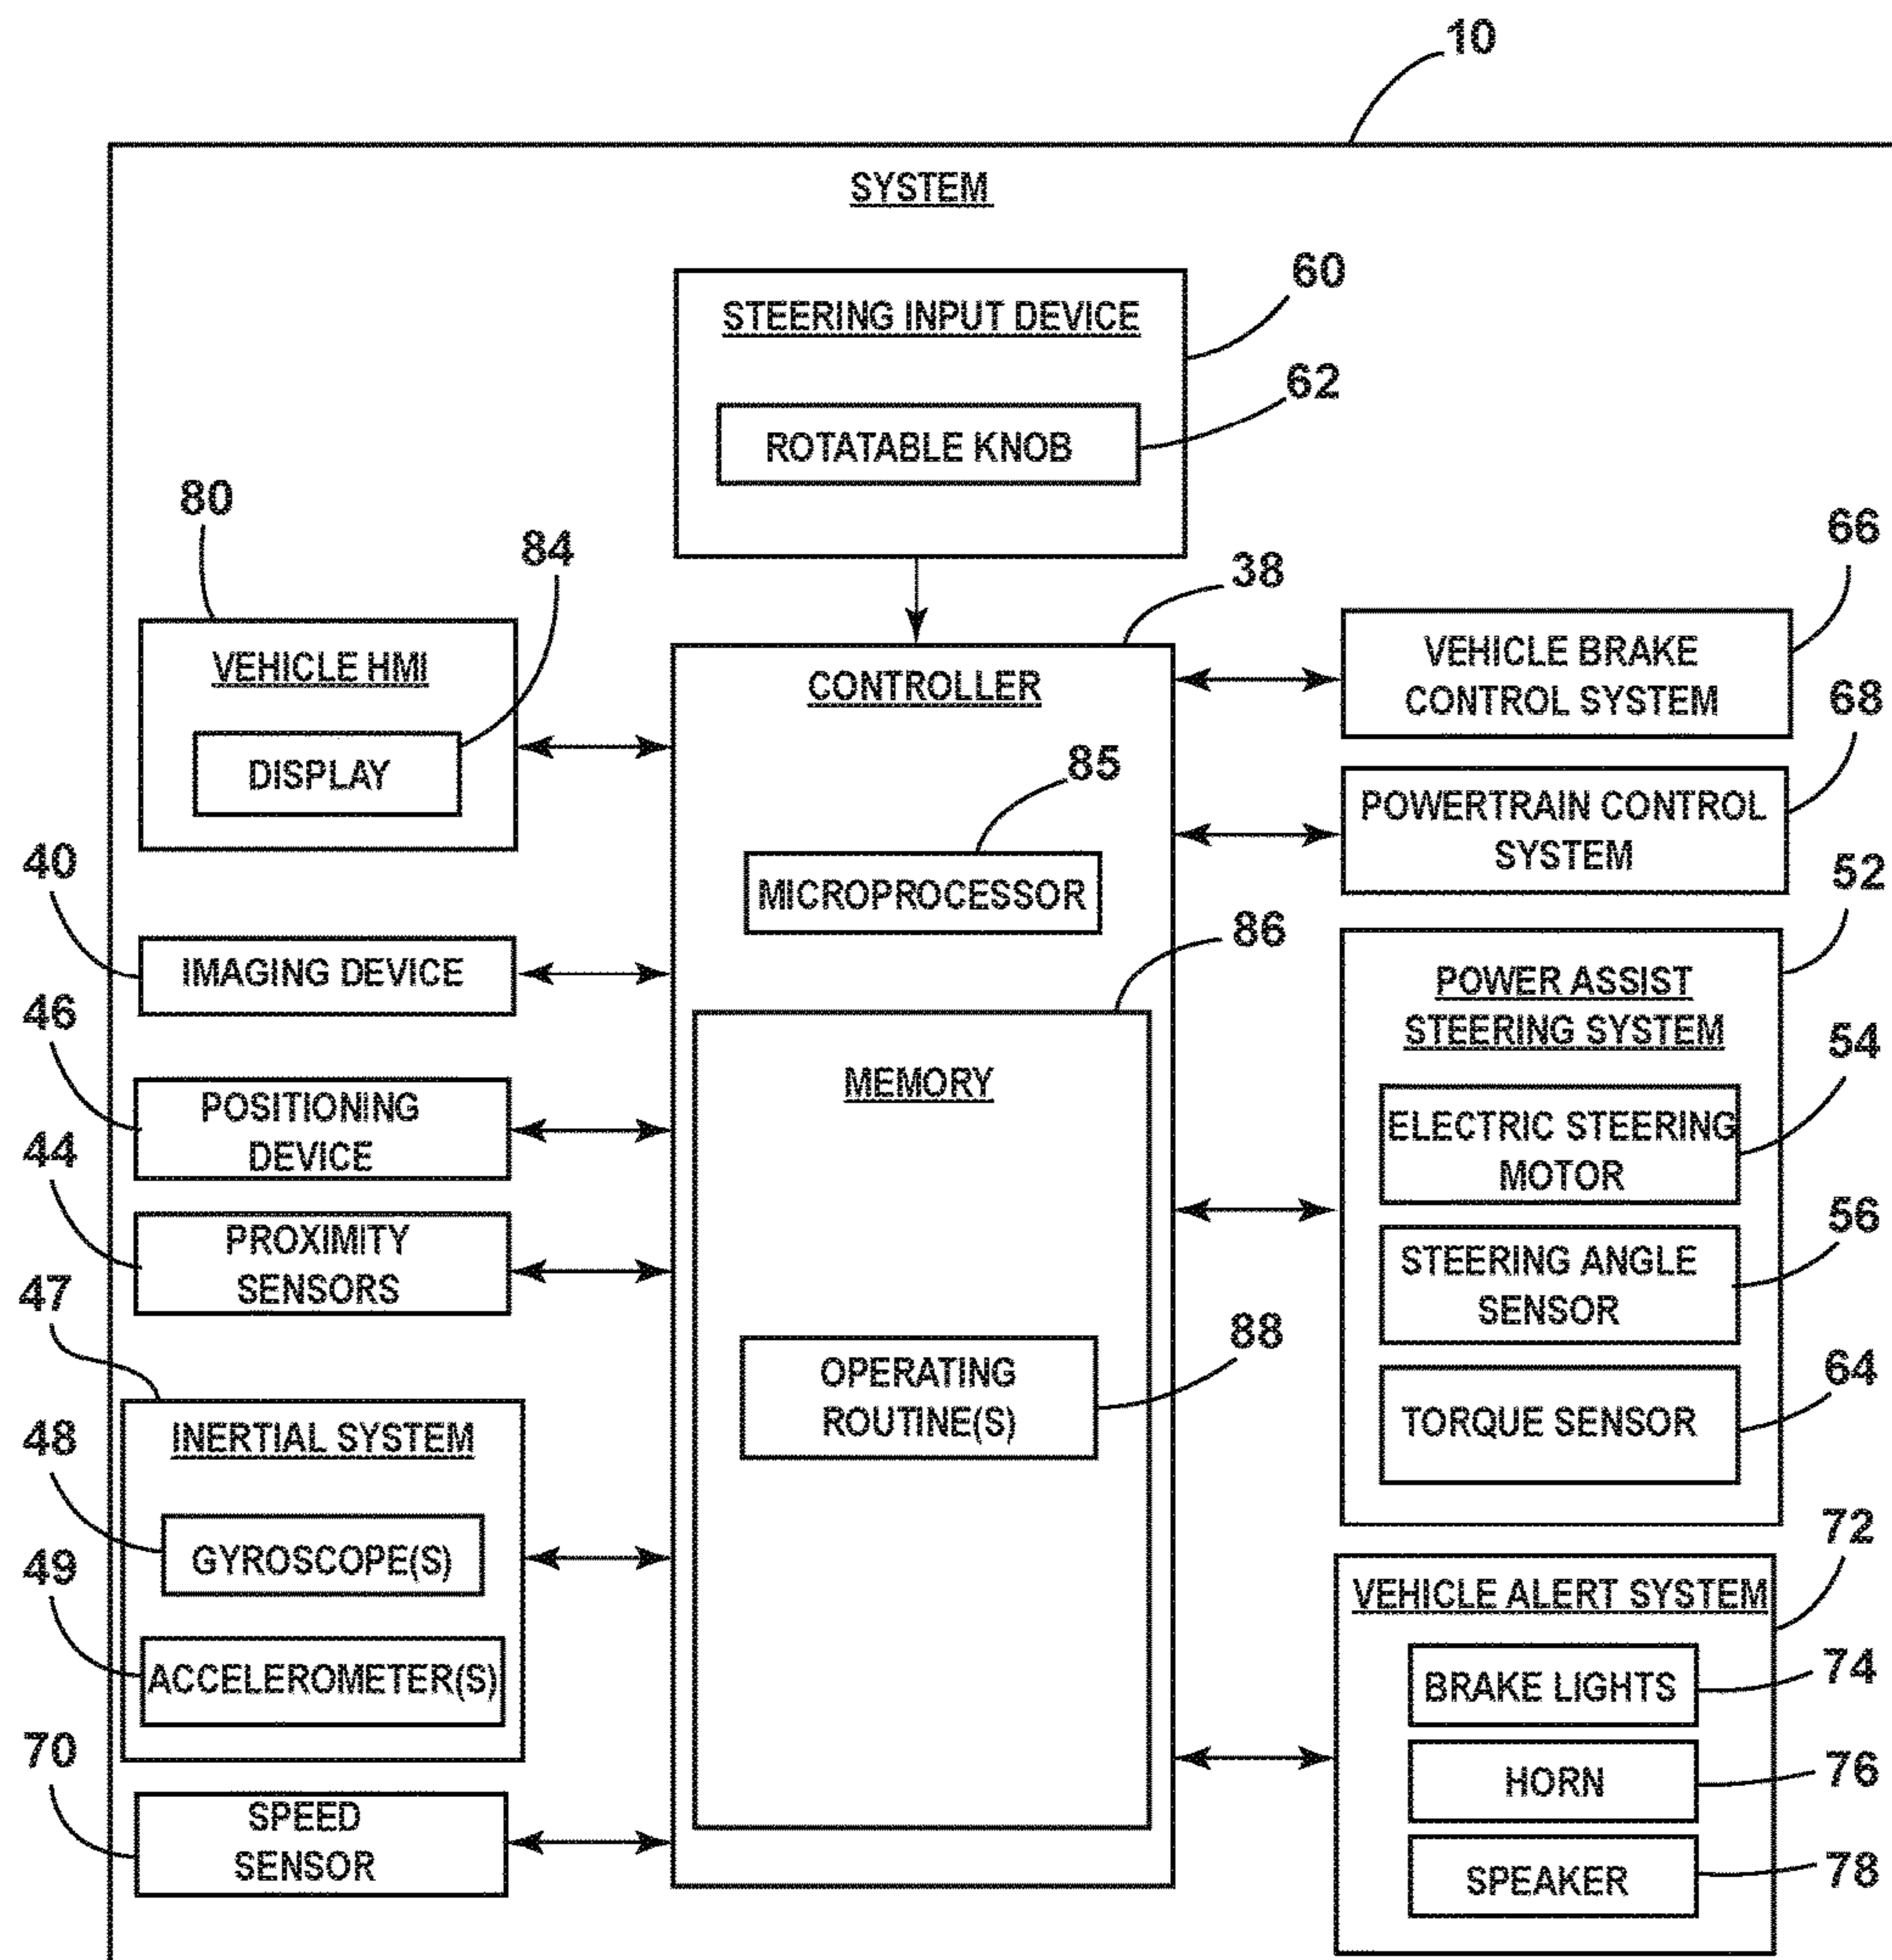 10
SYSTEM
60
STEERING INPUT DEVICE
62
ROTATABLE KNOB
80
84
VEHICLE HMI
DISPLAY
40
IMAGING DEVICE
46
POSITIONING
DEVICE
44
PROXIMITY
SENSORS
47
INERTIAL SYSTEM
48
GYROSCOPE(S)
49
ACCELEROMETER(S)
70
SPEED
SENSOR
38
CONTROLLER
85
MICROPROCESSOR
86
MEMORY
88
OPERATING
ROUTINE(S)
66
VEHICLE BRAKE
CONTROL SYSTEM
68
POWERTRAIN CONTROL
SYSTEM
52
POWER ASSIST
STEERING SYSTEM
54
ELECTRIC STEERING
MOTOR
56
STEERING ANGLE
SENSOR
64
TORQUE SENSOR
72
VEHICLE ALERT SYSTEM
BRAKE LIGHTS
74
HORN
76
SPEAKER
78